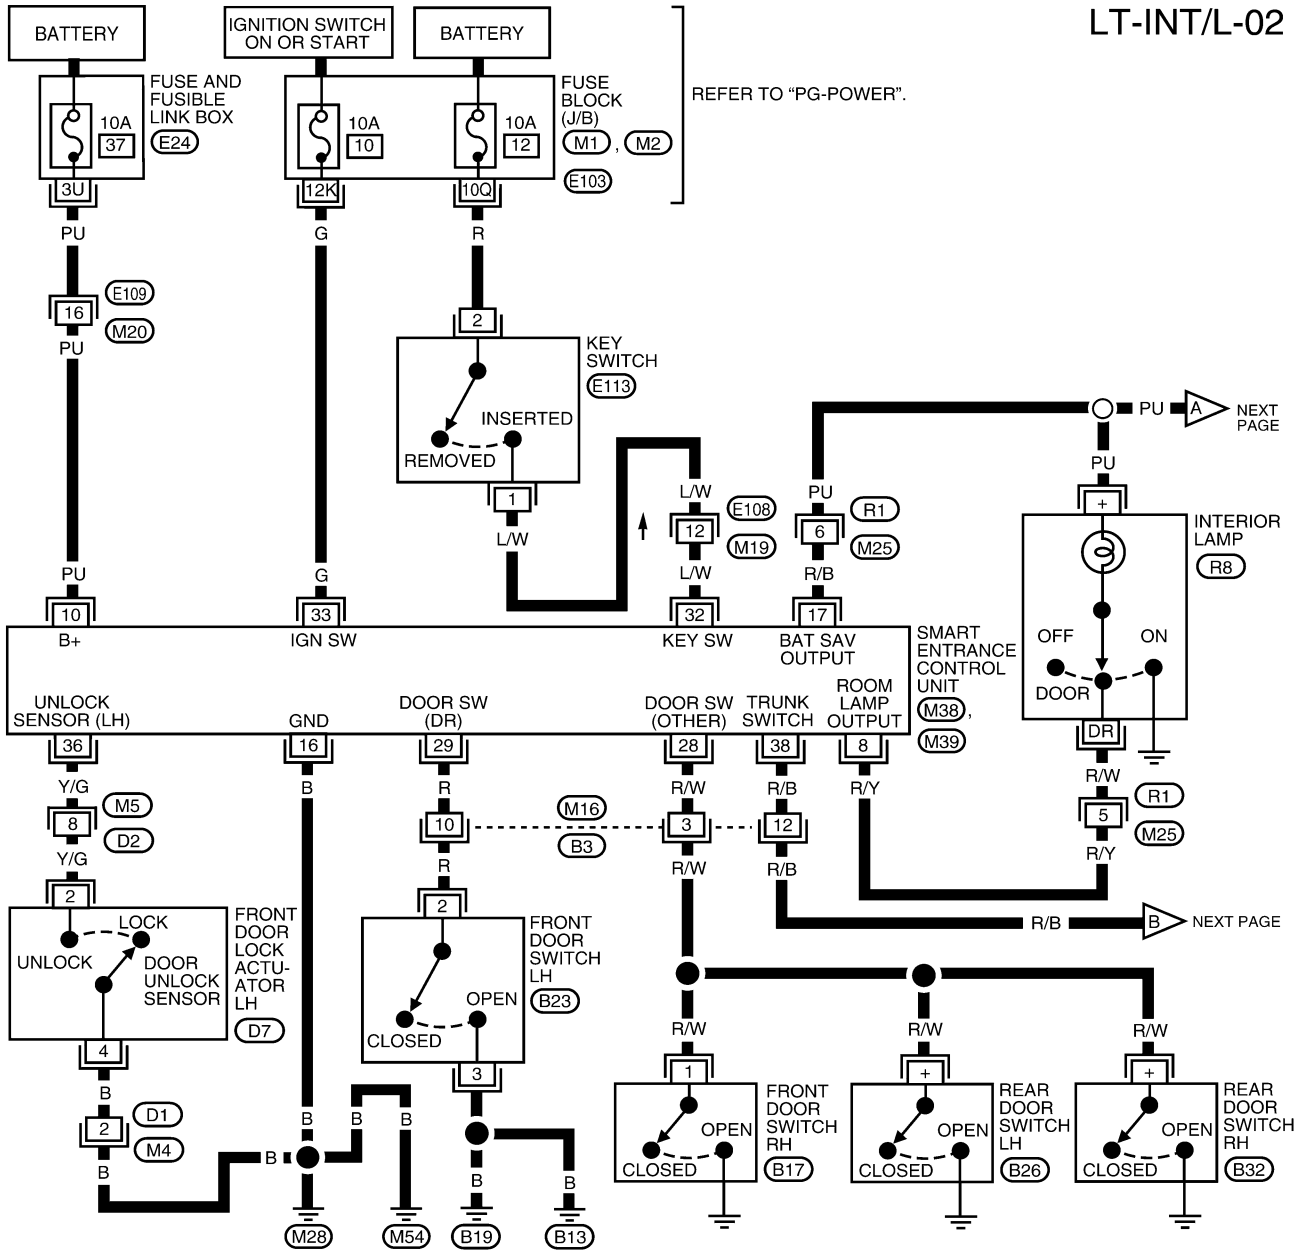 LT-INT/L-02
BATTERY
IGNITION SWITCH
ON OR START
BATTERY
FUSE AND
FUSIBLE
LINK BOX
E24
10A
37
10A
10
10A
12
FUSE
BLOCK
(J/B)
M1 , M2
E103
REFER TO “PG-POWER”.
3U
12K
10Q
PU
G
R
16
E109
M20
PU
2
KEY
SWITCH
E113
INSERTED
REMOVED
1
L/W
L/W
12
E108
M19
L/W
PU
6
R1
M25
R/B
PU
A
NEXT
PAGE
PU
+
INTERIOR
LAMP
R8
OFF
ON
DOOR
DR
R/W
5
R1
M25
R/Y
PU
G
10
33
32
17
B+
IGN SW
KEY SW
BAT SAV
OUTPUT
SMART
ENTRANCE
CONTROL
UNIT
M38 ,
M39
UNLOCK
SENSOR (LH)
GND
DOOR SW
(DR)
DOOR SW
(OTHER)
TRUNK
SWITCH
ROOM
LAMP
OUTPUT
36
16
29
28
38
8
Y/G
B
R
R/W
R/B
R/Y
8
M5
D2
10
M16
B3
3
12
Y/G
R
R/W
R/B
2
LOCK
UNLOCK
DOOR
UNLOCK
SENSOR
FRONT
DOOR
LOCK
ACTU-
ATOR
LH
D7
2
OPEN
CLOSED
FRONT
DOOR
SWITCH
LH
B23
R/B
B
NEXT PAGE
4
B
2
D1
M4
B
B
B
B
B
3
B
B
R/W
R/W
R/W
1
+
+
OPEN
CLOSED
FRONT
DOOR
SWITCH
RH
B17
OPEN
CLOSED
REAR
DOOR
SWITCH
LH
B26
OPEN
CLOSED
REAR
DOOR
SWITCH
RH
B32
M28
M54
B19
B13